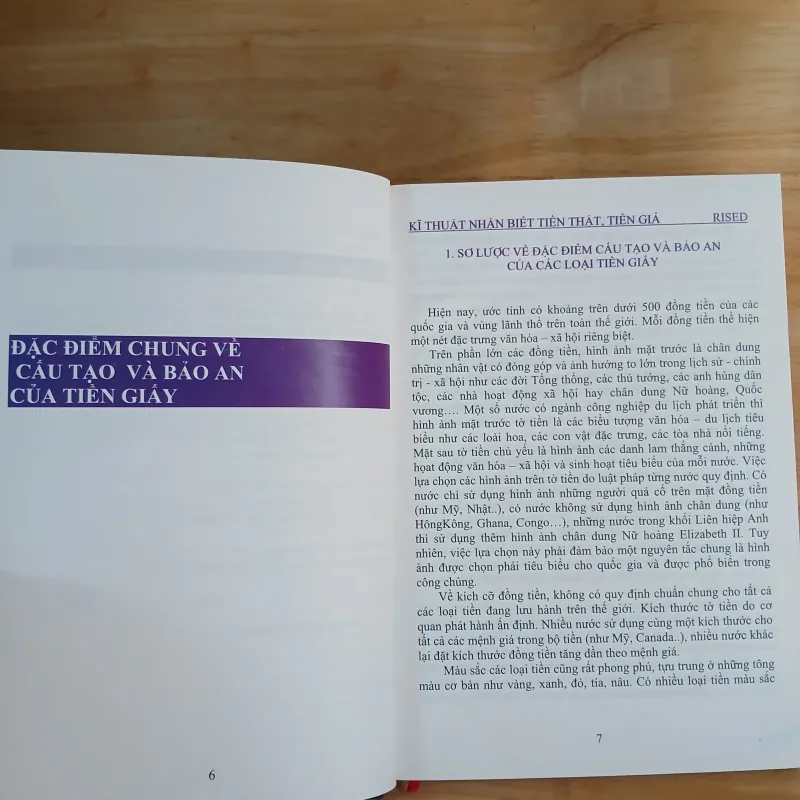 ĐẶC ĐIỂM CHUNG VỀ
CẤU TẠO VÀ BẢO AN
CỦA TIỀN GIẤY
6
KĨ THUẬT NHẬN BIẾT TIỀN THẬT, TIỀN GIẢ RISED
1. SƠ LƯỢC VỀ ĐẶC ĐIỂM CẤU TẠO VÀ BẢO AN
CỦA CÁC LOẠI TIỀN GIẤY
Hiện nay, ước tính có khoảng trên dưới 500 đồng tiền của các
quốc gia và vùng lãnh thổ trên toàn thế giới. Mỗi đồng tiền thể hiện
một nét đặc trưng văn hóa – xã hội riêng biệt.
Trên phần lớn các đồng tiền, hình ảnh mặt trước là chân dung
những nhân vật có đóng góp và ảnh hưởng to lớn trong lịch sử - chính
trị - xã hội như các đời Tổng thống, các thủ tướng, các anh hùng dân
tộc, các nhà hoạt động xã hội hay chân dung Nữ hoàng, Quốc
vương…. Một số nước có ngành công nghiệp du lịch phát triển thì
hình ảnh mặt trước tờ tiền là các biểu tượng văn hóa – du lịch tiêu
biểu như các loài hoa, các con vật đặc trưng, các tòa nhà nổi tiếng.
Mặt sau tờ tiền chủ yếu là hình ảnh các danh lam thắng cảnh, những
họat động văn hóa – xã hội và sinh hoạt tiêu biểu của mỗi nước. Việc
lựa chọn các hình ảnh trên tờ tiền do luật pháp từng nước quy định. Có
nước chỉ sử dụng hình ảnh những người quá cố trên mặt đồng tiền
(như Mỹ, Nhật..), có nước không sử dụng hình ảnh chân dung (như
HôngKông, Ghana, Congo…), những nước trong khối Liên hiệp Anh
thì sử dụng thêm hình ảnh chân dung Nữ hoàng Elizabeth II. Tuy
nhiên, việc lựa chọn này phải đảm bảo một nguyên tắc chung là hình
ảnh được chọn phải tiêu biểu cho quốc gia và được phổ biến trong
công chúng.
Về kích cỡ đồng tiền, không có quy định chuẩn chung cho tất cả
các loại tiền đang lưu hành trên thế giới. Kích thước tờ tiền do cơ
quan phát hành ấn định. Nhiều nước sử dụng cùng một kích thước cho
tất cả các mệnh giá trong bộ tiền (như Mỹ, Canada..), nhiều nước khác
lại đặt kích thước đồng tiền tăng dần theo mệnh giá.
Màu sắc các loại tiền cũng rất phong phú, tựu trung ở những tông
màu cơ bản như vàng, xanh, đỏ, tía, nâu. Có nhiều loại tiền màu sắc
7